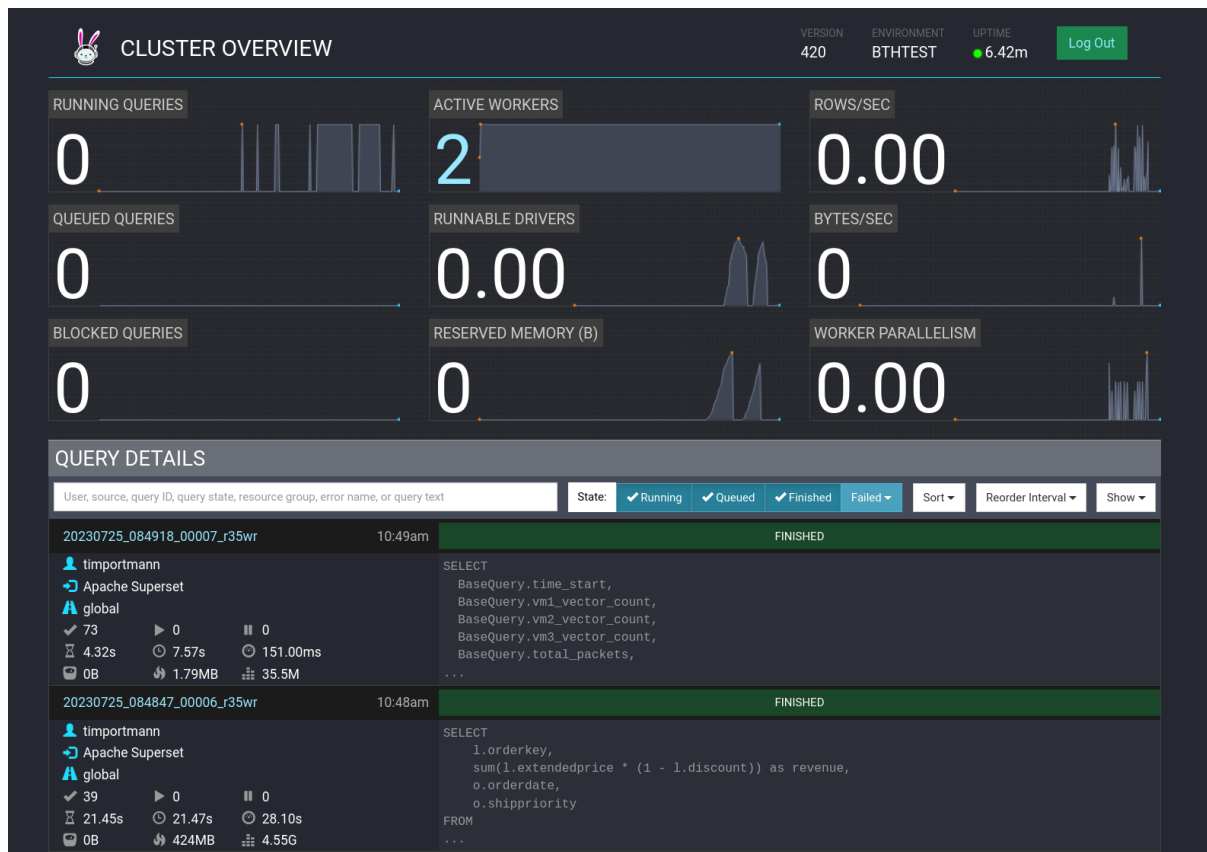 CLUSTER OVERVIEW
VERSION
420
ENVIRONMENT
BTHTEST
UPTIME
6.42m
Log Out
RUNNING QUERIES
0
ACTIVE WORKERS
2
ROWS/SEC
0.00
QUEUED QUERIES
0
RUNNABLE DRIVERS
0.00
BYTES/SEC
0
BLOCKED QUERIES
0
RESERVED MEMORY (B)
0
WORKER PARALLELISM
0.00
QUERY DETAILS
User, source, query ID, query state, resource group, error name, or query text
State:
Running
Queued
Finished
Failed
Sort
Reorder Interval
Show
20230725_084918_00007_r35wr
10:49am
FINISHED
timportmann
Apache Superset
global
73 0 0
4.32s 7.57s 151.00ms
0B 1.79MB 35.5M
SELECT
BaseQuery.time_start,
BaseQuery.vm1_vector_count,
BaseQuery.vm2_vector_count,
BaseQuery.vm3_vector_count,
BaseQuery.total_packets,
...
20230725_084847_00006_r35wr
10:48am
FINISHED
timportmann
Apache Superset
global
39 0 0
21.45s 21.47s 28.10s
0B 424MB 4.55G
SELECT
l.orderkey,
sum(l.extendedprice * (1 - l.discount)) as revenue,
o.orderdate,
o.shippriority
FROM
...